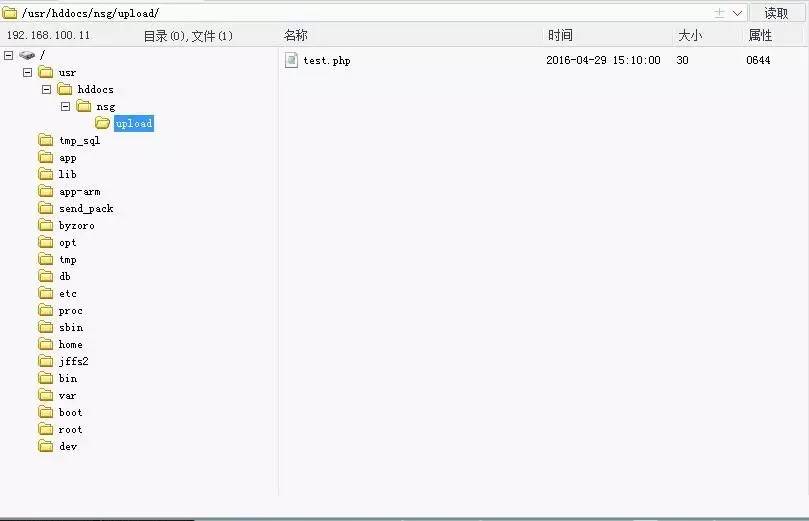 /usr/hddocs/nsg/upload/ 读取
192.168.100.11 目录(0),文件(1) 名称 时间 大小 属性
/ test.php 2016-04-29 15:10:00 30 0644
usr
hddocs
nsg
upload
tmp_sql
app
lib
app-arm
send_pack
byzoro
opt
tmp
db
etc
proc
sbin
home
jffs2
bin
var
boot
root
dev